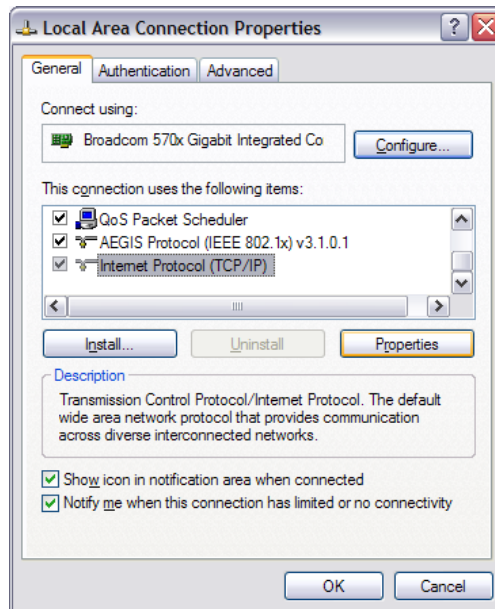 Local Area Connection Properties
General Authentication Advanced
Connect using:
Broadcom 570x Gigabit Integrated Co
Configure...
This connection uses the following items:
QoS Packet Scheduler
AEGIS Protocol (IEEE 802.1x) v3.1.0.1
Internet Protocol (TCP/IP)
Install... Uninstall Properties
Description
Transmission Control Protocol/Internet Protocol. The default
wide area network protocol that provides communication
across diverse interconnected networks.
Show icon in notification area when connected
Notify me when this connection has limited or no connectivity
OK Cancel